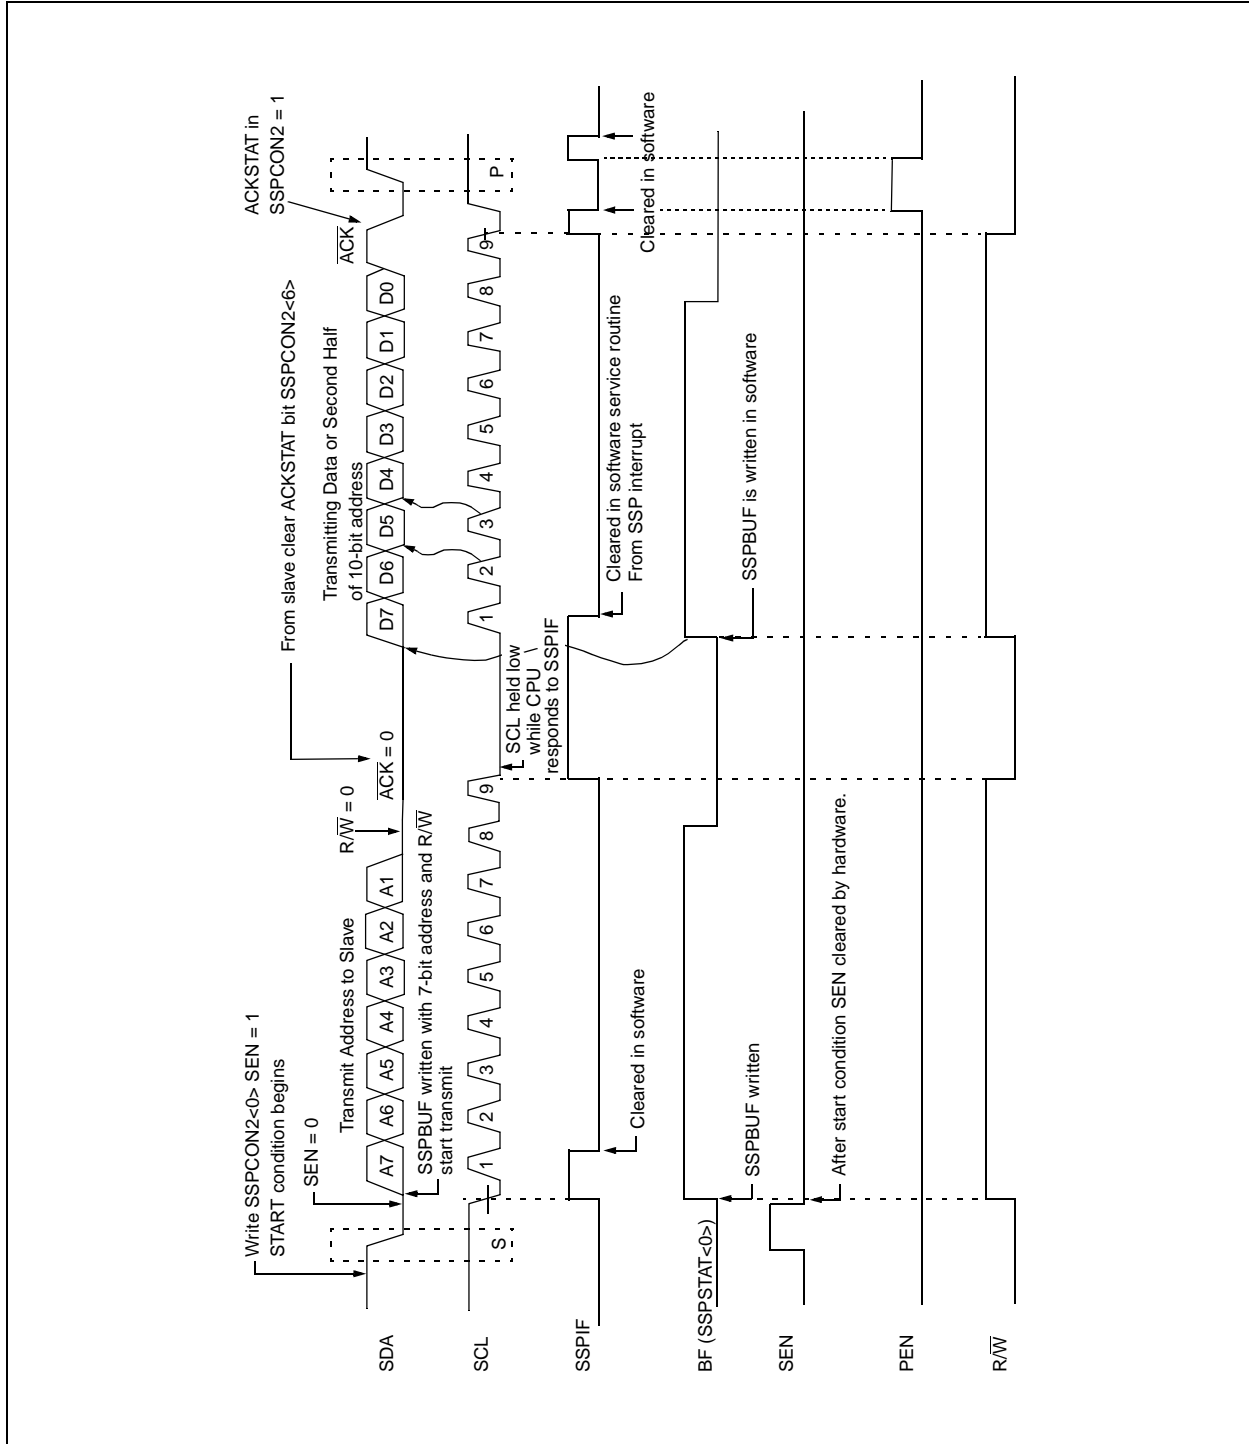 Write SSPCON2<0> SEN = 1
START condition begins
SEN = 0
Transmit Address to Slave
R/W̅ = 0
From slave clear ACKSTAT bit SSPCON2<6>
A̅C̅K̅ = 0
Transmitting Data or Second Half
of 10-bit address
ACKSTAT in
SSPCON2 = 1
A̅C̅K̅
SDA
A7 A6 A5 A4 A3 A2 A1
D7 D6 D5 D4 D3 D2 D1 D0
SSPBUF written with 7-bit address and R/W̅
start transmit
SCL
S
1 2 3 4 5 6 7 8 9
1 2 3 4 5 6 7 8 9
P
SCL held low
while CPU
responds to SSPIF
SSPIF
Cleared in software
Cleared in software service routine
From SSP interrupt
Cleared in software
BF (SSPSTAT<0>)
SSPBUF written
SSPBUF is written in software
SEN
After start condition SEN cleared by hardware.
PEN
R/W̅